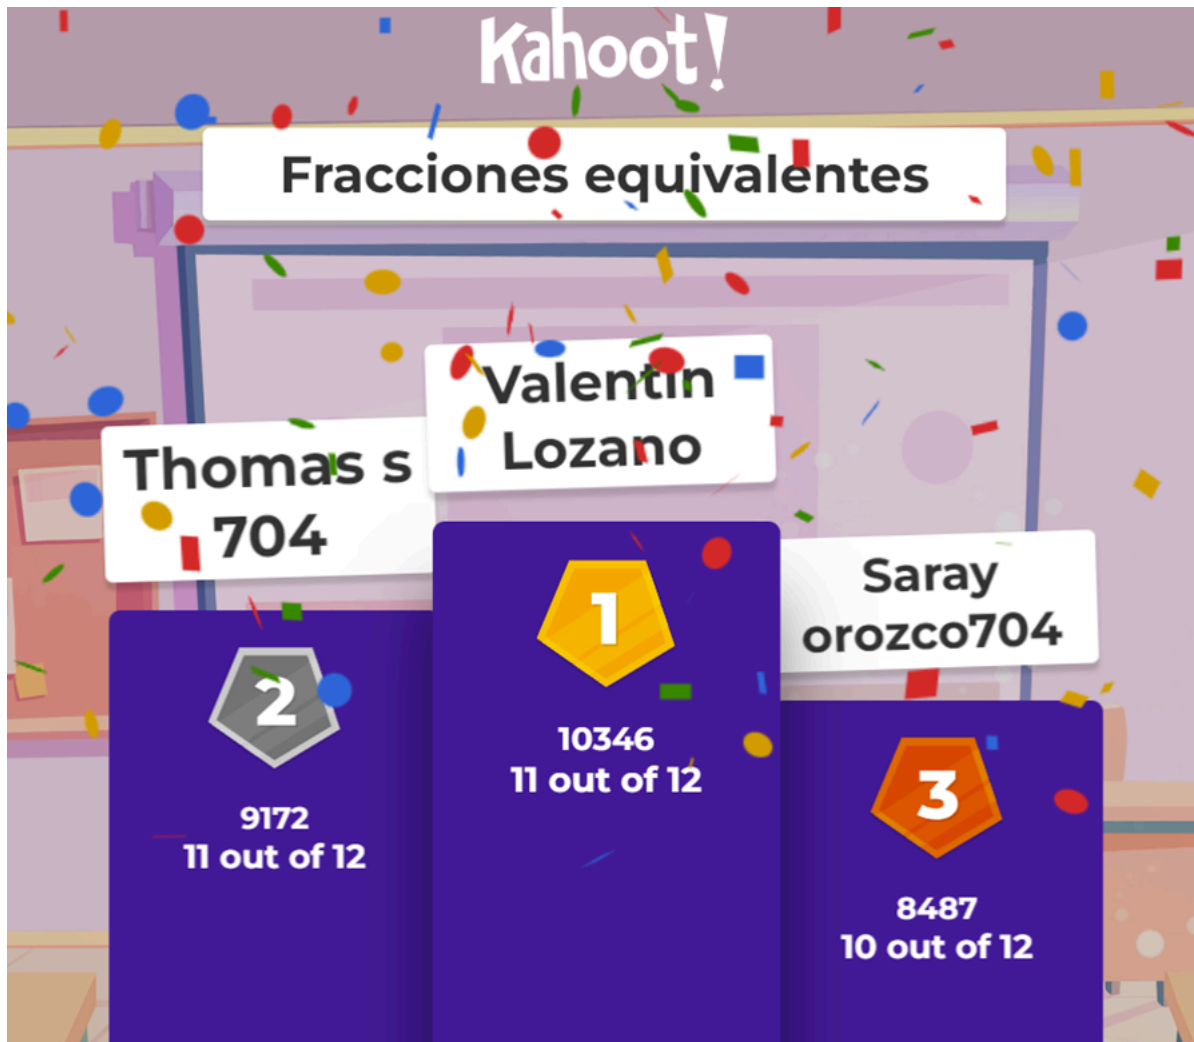 Kahoot!
Fracciones equivalentes
Valentin
Lozano
Thomas s
704
Saray
orozco704
1
10346
11 out of 12
2
9172
11 out of 12
3
8487
10 out of 12